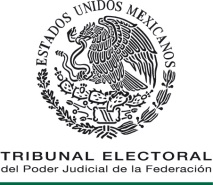 ESTADOS UNIDOS MEXICANOS
TRIBUNAL ELECTORAL
del Poder Judicial de la Federación